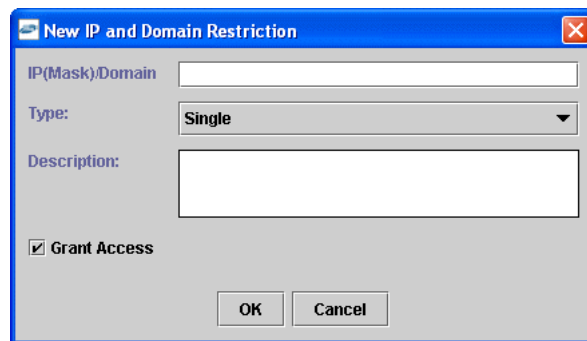 New IP and Domain Restriction
IP(Mask)/Domain
Type:
Single
Description:
Grant Access
OK
Cancel